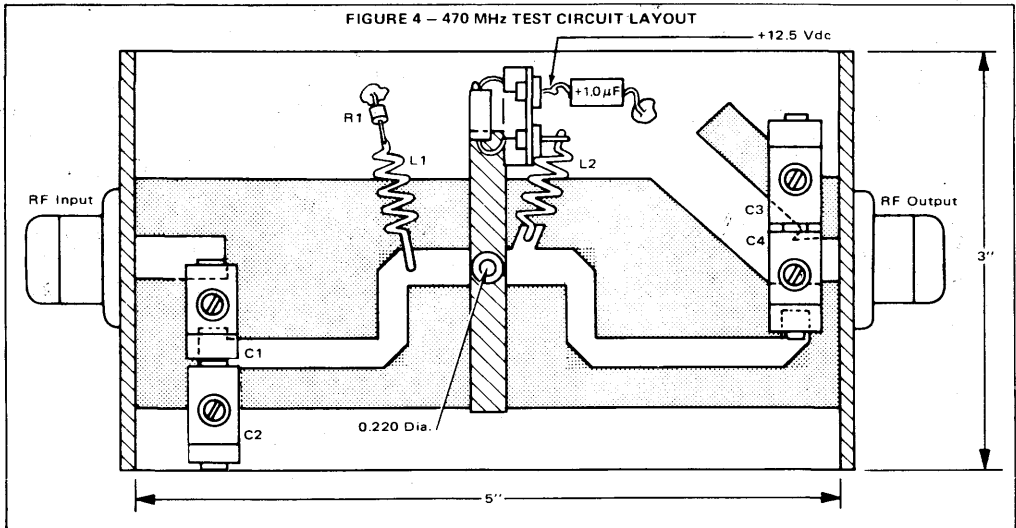 FIGURE 4 – 470 MHz TEST CIRCUIT LAYOUT
+12.5 Vdc
+1.0 µF
R1
L1
L2
RF Input
C3
RF Output
C4
3"
C1
0.220 Dia.
C2
5"